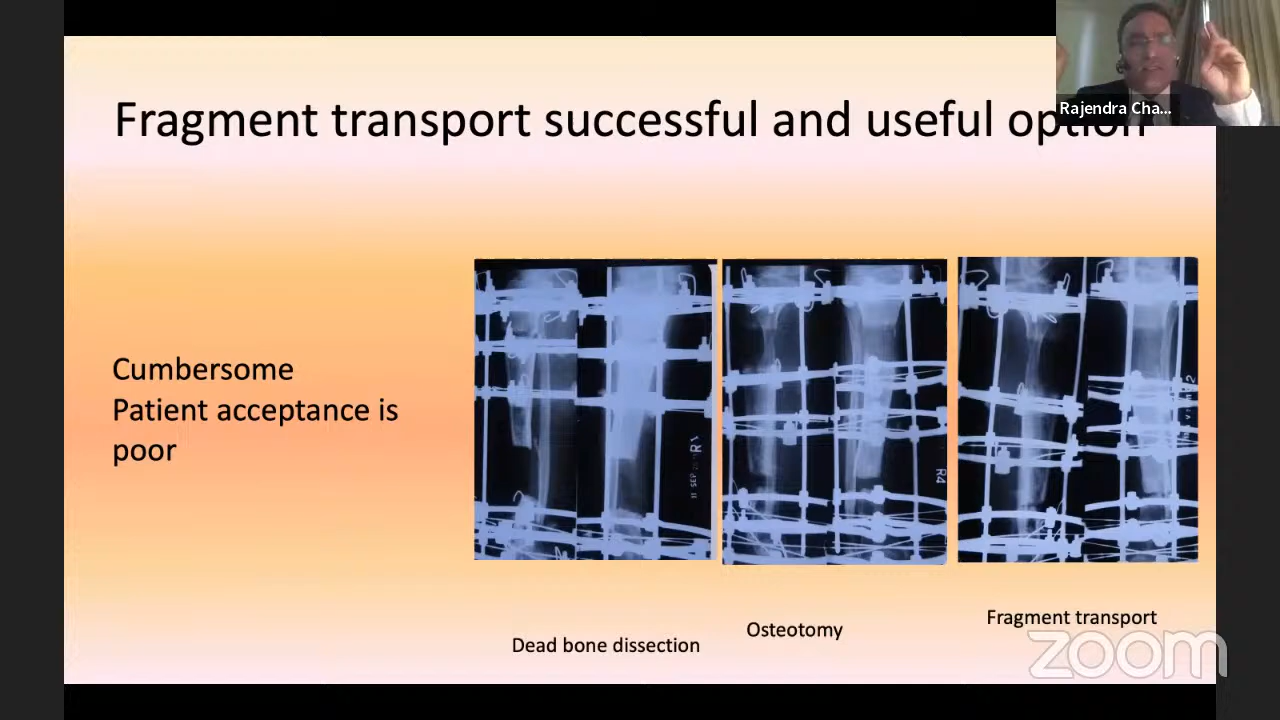 Fragment transport successful and useful option
Rajendra Cha...
Cumbersome
Patient acceptance is
poor
R4
Dead bone dissection
Osteotomy
Fragment transport
zoom